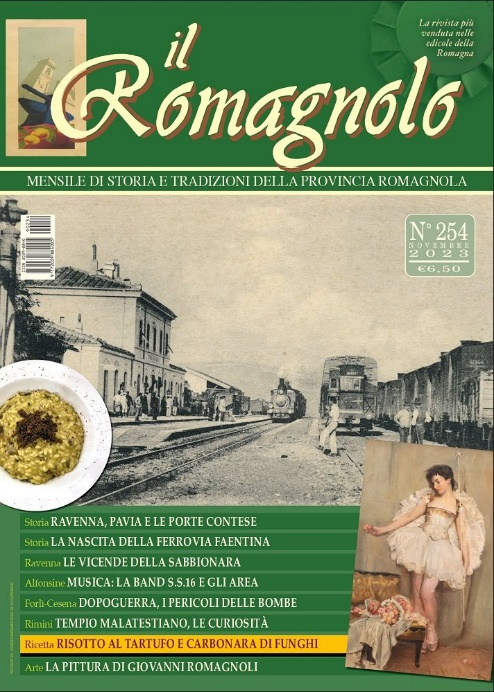 La rivista più
venduta nelle
edicole della
Romagna
il
Romagnolo
MENSILE DI STORIA E TRADIZIONI DELLA PROVINCIA ROMAGNOLA
N° 254
NOVEMBRE
2023
€6,50
Storia RAVENNA, PAVIA E LE PORTE CONTESE
Storia LA NASCITA DELLA FERROVIA FAENTINA
Ravenna LE VICENDE DELLA SABBIONARA
Alfonsine MUSICA: LA BAND S.S.16 E GLI AREA
Forlì-Cesena DOPOGUERRA, I PERICOLI DELLE BOMBE
Rimini TEMPIO MALATESTIANO, LE CURIOSITÀ
Ricetta RISOTTO AL TARTUFO E CARBONARA DI FUNGHI
Arte LA PITTURA DI GIOVANNI ROMAGNOLI